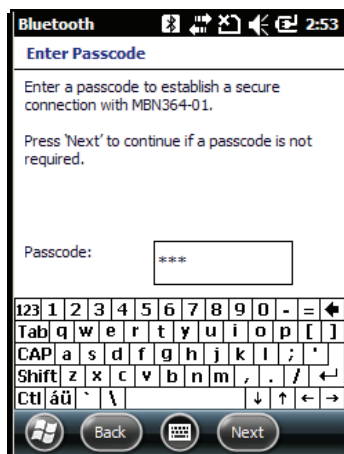 Bluetooth 2:53
Enter Passcode
Enter a passcode to establish a secure
connection with MBN364-01.
Press 'Next' to continue if a passcode is not
required.
Passcode: ***
123 1 2 3 4 5 6 7 8 9 0 - = 
Tab q w e r t y u i o p [ ]
CAP a s d f g h j k l ; '
Shift z x c v b n m , . / ↵
Ctl áü ` \ ↓ ↑ ← →
Back Next